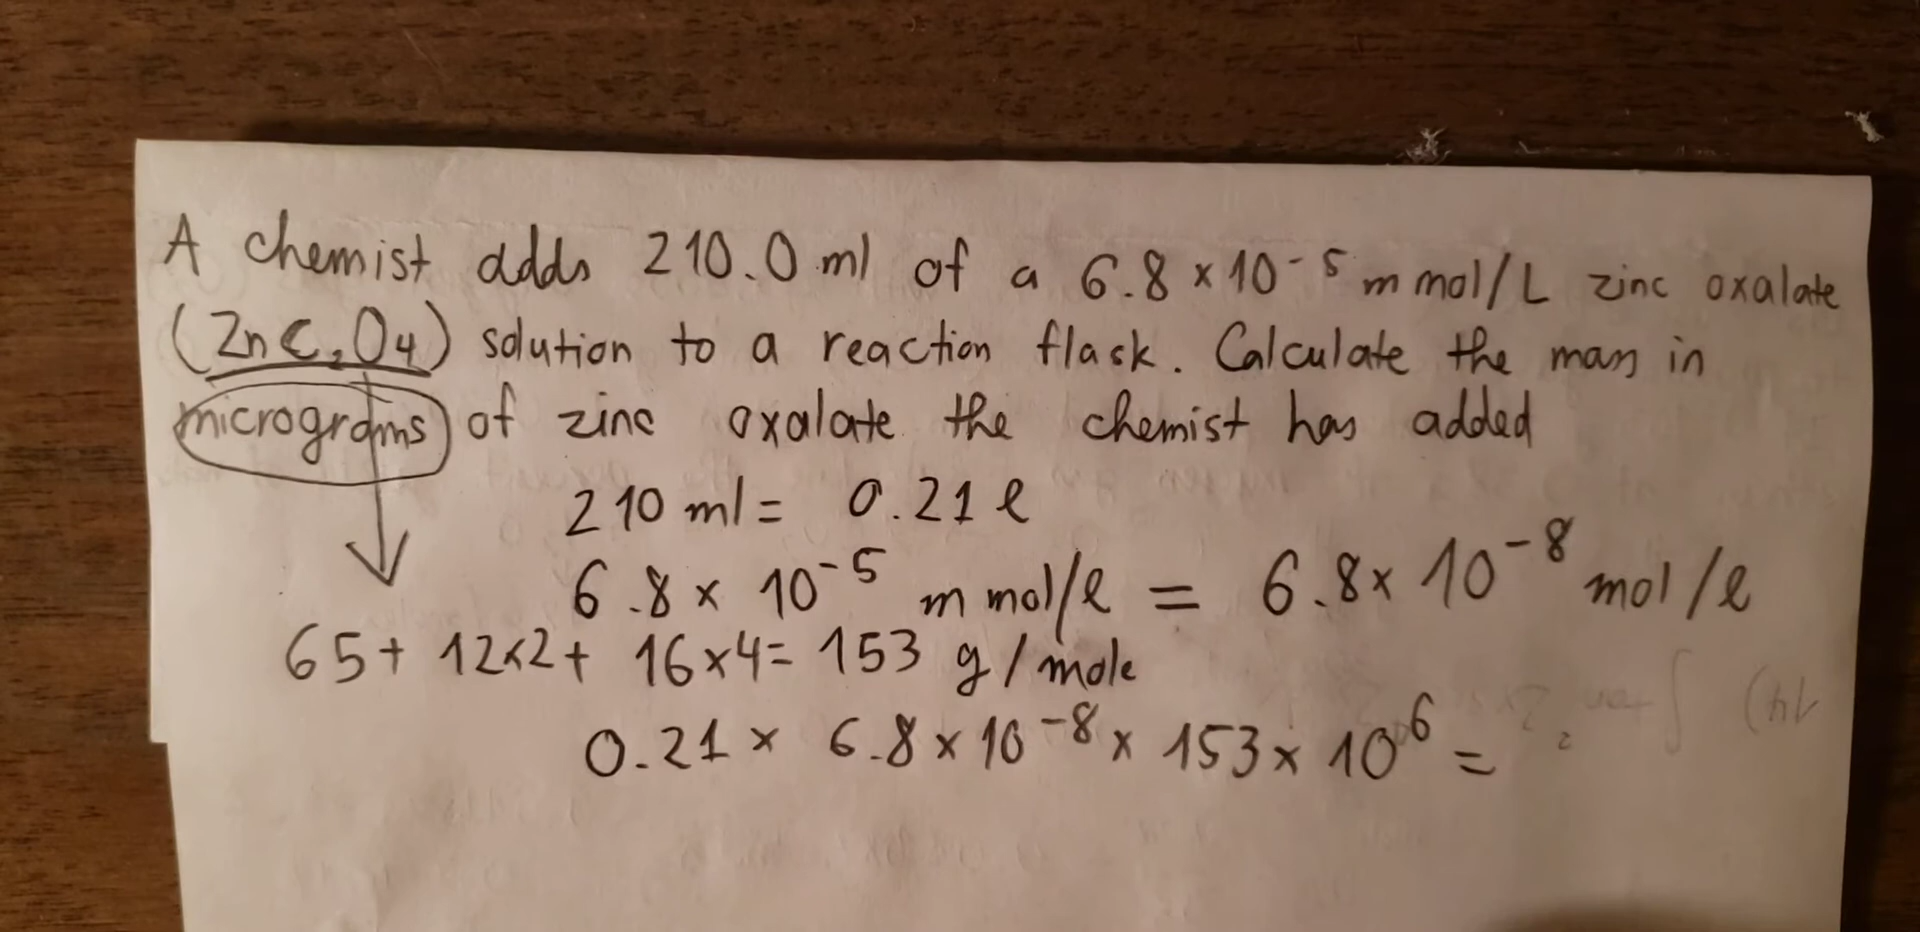 A chemist adds 210.0 ml of a 6.8 × 10⁻⁵ m mol/L zinc oxalate
(ZnC₂O₄) solution to a reaction flask. Calculate the mass in
micrograms of zinc oxalate the chemist has added
210 ml = 0.21 l
6.8 × 10⁻⁵ m mol/l = 6.8 × 10⁻⁸ mol/l
65 + 12×2 + 16×4 = 153 g/mole
0.21 × 6.8 × 10⁻⁸ × 153 × 10⁶ =